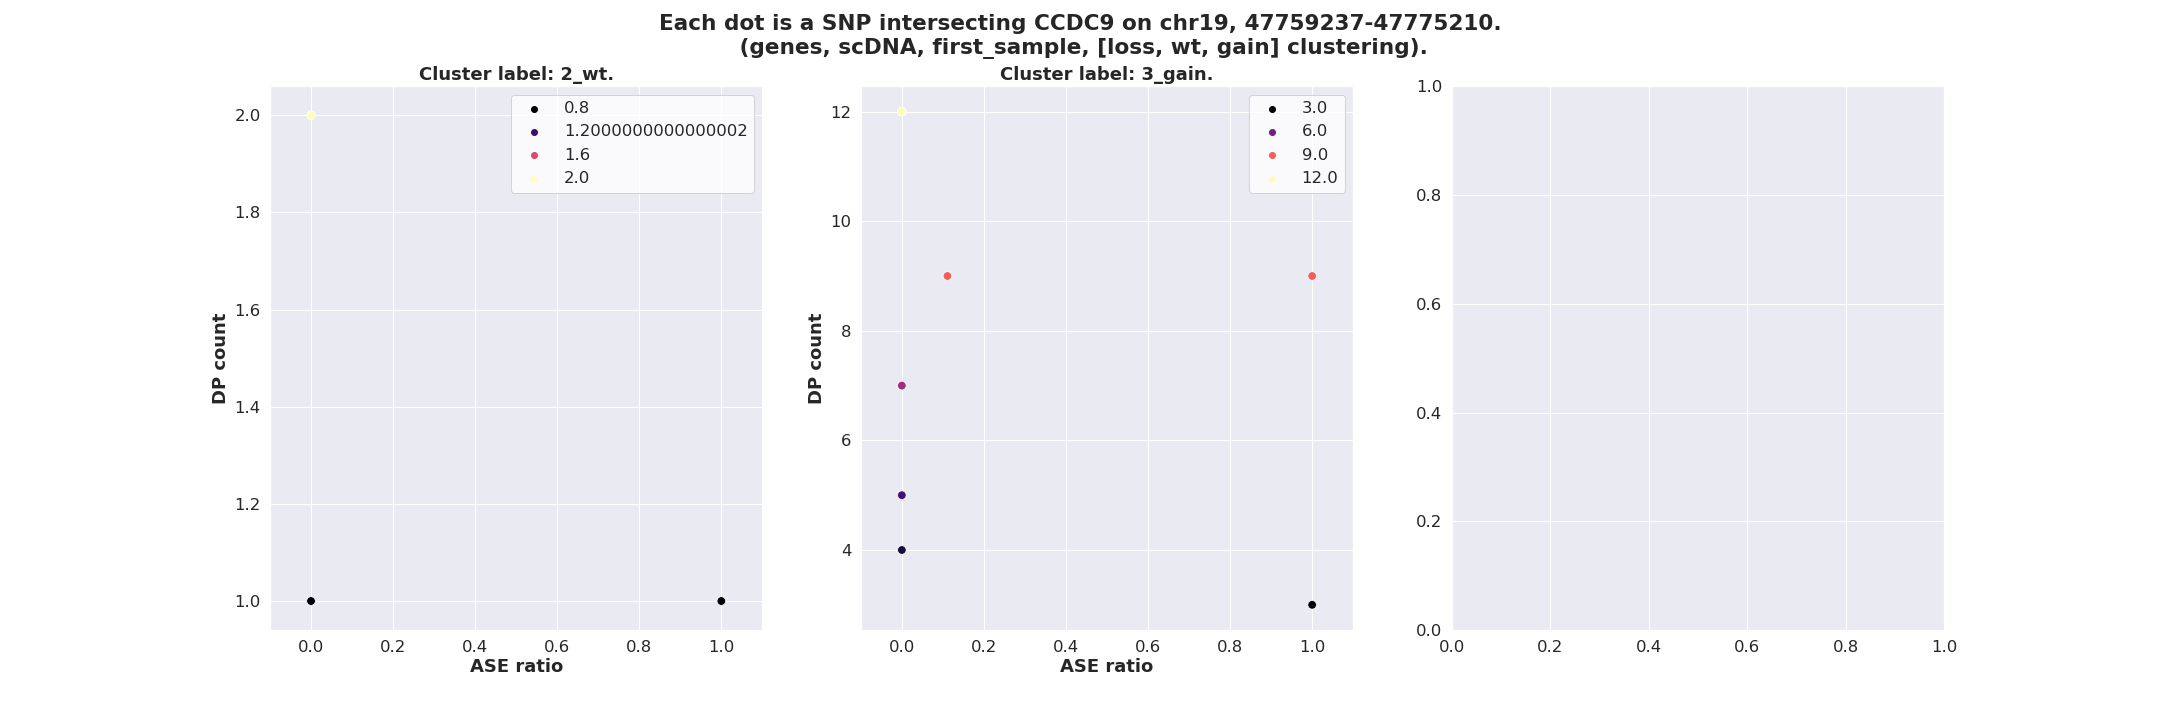 Each dot is a SNP intersecting CCDC9 on chr19, 47759237-47775210.
(genes, scDNA, first_sample, [loss, wt, gain] clustering).
Cluster label: 2_wt.
2.0
1.8
1.6
1.4
1.2
1.0
DP count
0.8
1.2000000000000002
1.6
2.0
0.0 0.2 0.4 0.6 0.8 1.0
ASE ratio
Cluster label: 3_gain.
12
10
8
6
4
DP count
3.0
6.0
9.0
12.0
0.0 0.2 0.4 0.6 0.8 1.0
ASE ratio
1.0
0.8
0.6
0.4
0.2
0.0
0.0 0.2 0.4 0.6 0.8 1.0